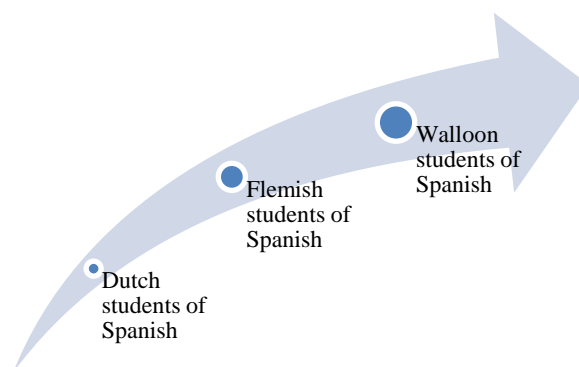 Walloon
students of
Spanish
Flemish
students of
Spanish
Dutch
students of
Spanish